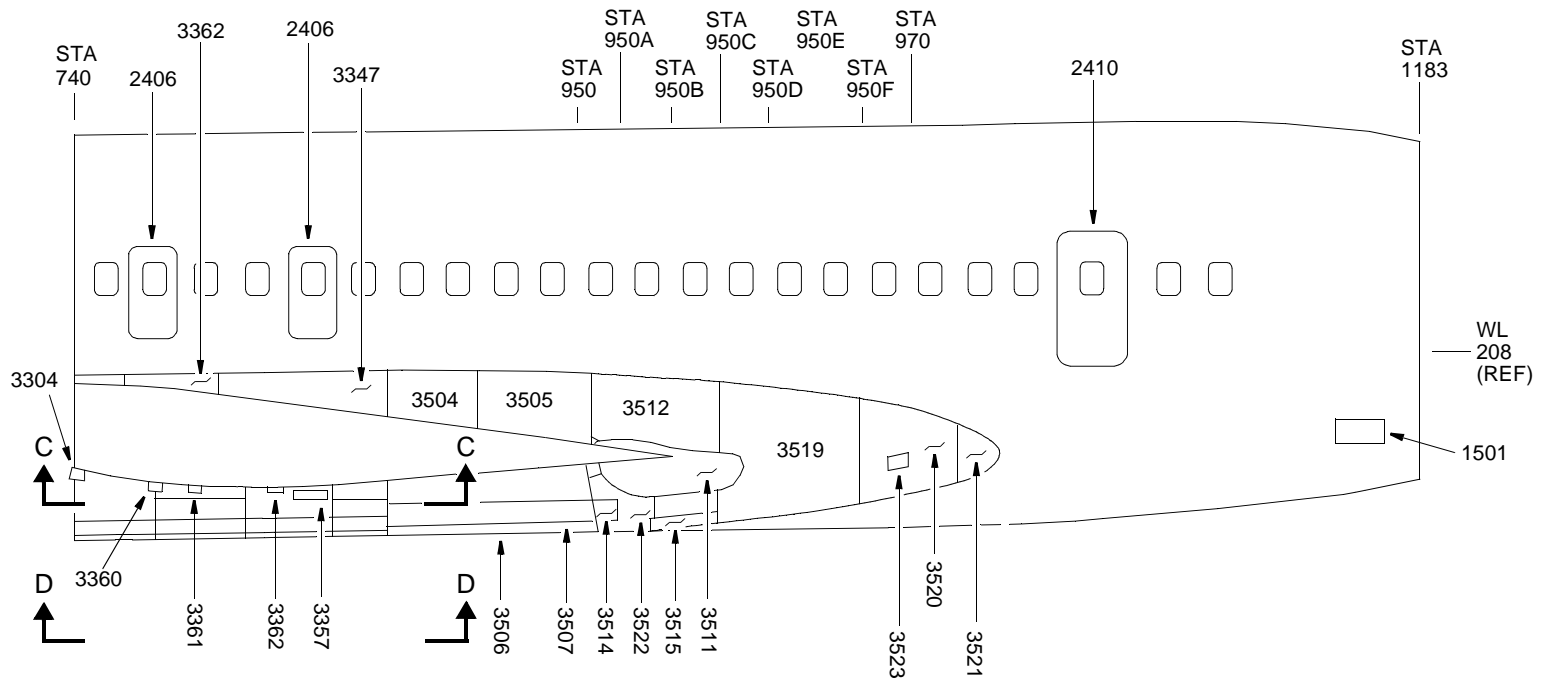 STA
740
2406
3362
2406
3347
STA
950
STA
950A
STA
950B
STA
950C
STA
950D
STA
950E
STA
950F
STA
970
2410
STA
1183
WL
208
(REF)
3304
3504
3505
3512
3519
C
C
1501
3360
D
D
3361
3362
3357
3506
3507
3514
3522
3515
3511
3523
3520
3521